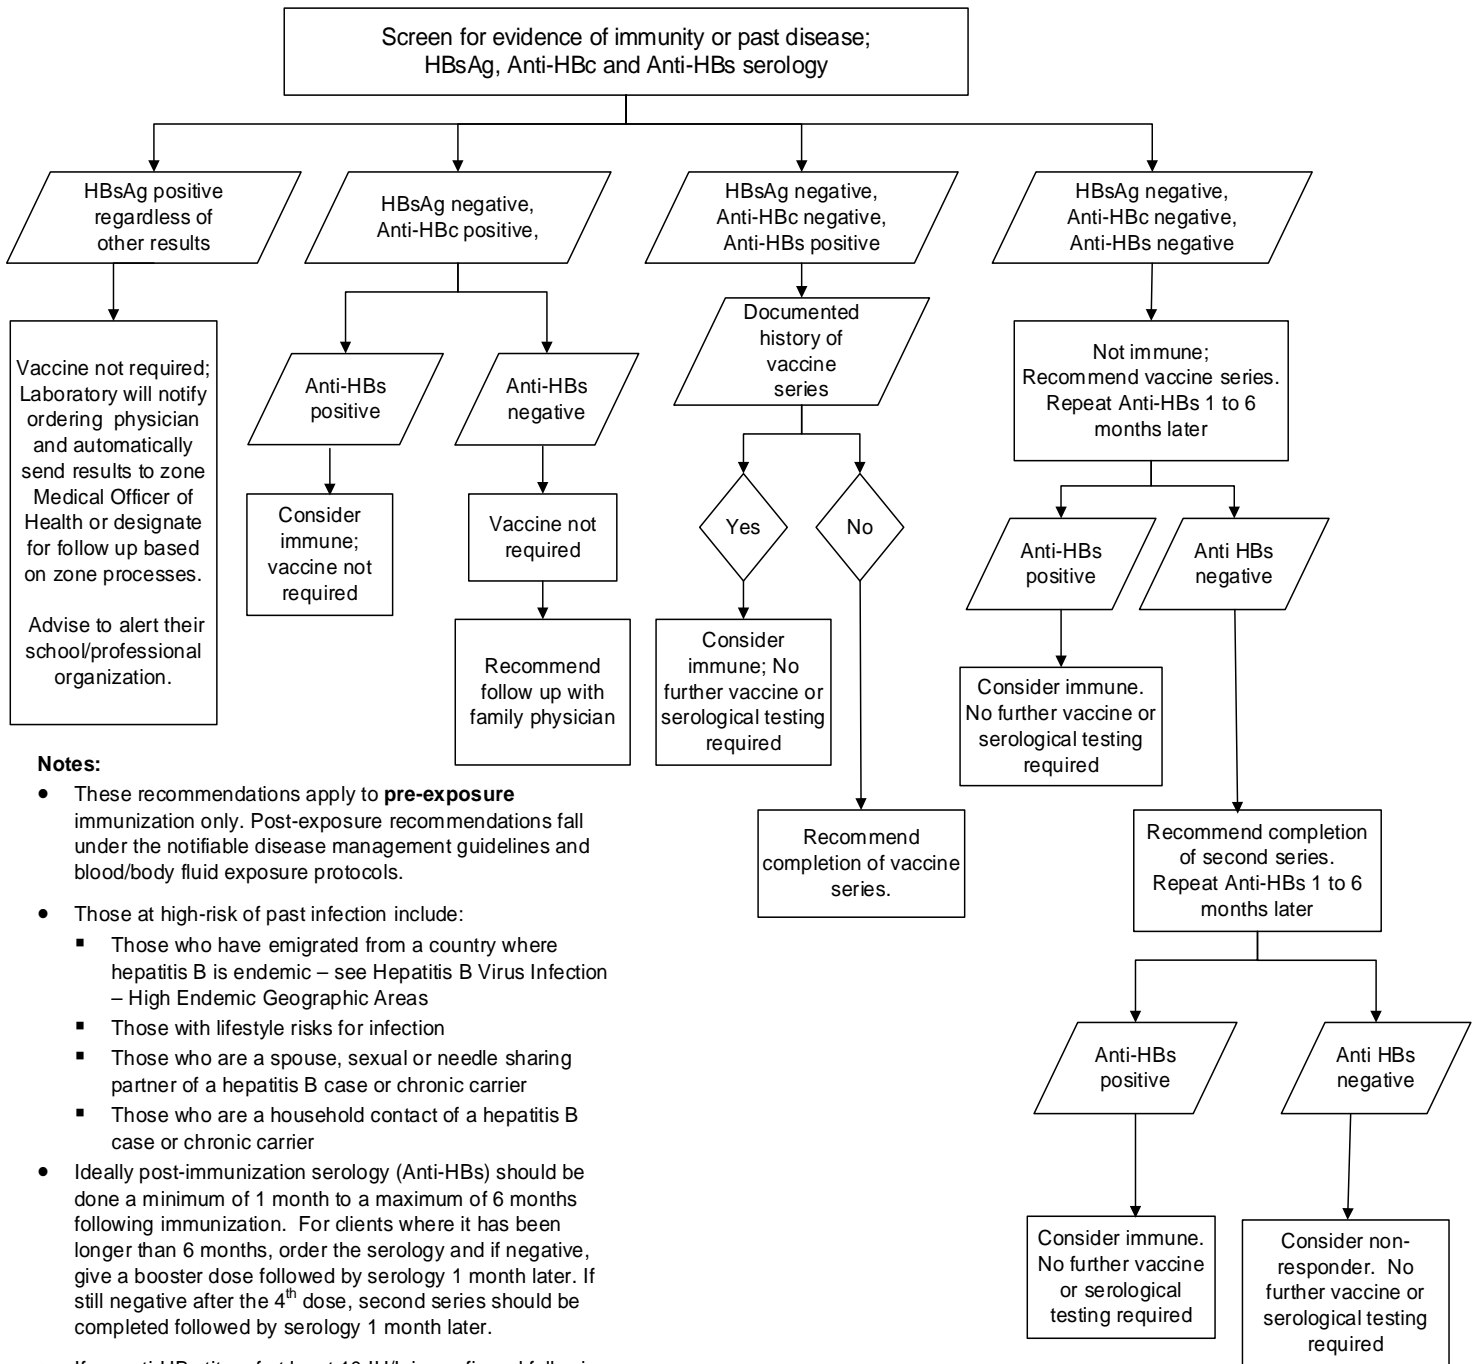 Screen for evidence of immunity or past disease;
HBsAg, Anti-HBc and Anti-HBs serology
HBsAg positive
regardless of
other results
HBsAg negative,
Anti-HBc positive,
HBsAg negative,
Anti-HBc negative,
Anti-HBs positive
HBsAg negative,
Anti-HBc negative,
Anti-HBs negative
Vaccine not required;
Laboratory will notify
ordering physician
and automatically
send results to zone
Medical Officer of
Health or designate
for follow up based
on zone processes.
Advise to alert their
school/professional
organization.
Anti-HBs
positive
Anti-HBs
negative
Consider
immune;
vaccine not
required
Vaccine not
required
Recommend
follow up with
family physician
Documented
history of
vaccine
series
Yes
No
Consider
immune; No
further vaccine or
serological testing
required
Recommend
completion of vaccine
series.
Not immune;
Recommend vaccine series.
Repeat Anti-HBs 1 to 6
months later
Anti-HBs
positive
Anti HBs
negative
Consider immune.
No further vaccine or
serological testing
required
Recommend completion
of second series.
Repeat Anti-HBs 1 to 6
months later
Anti-HBs
positive
Anti HBs
negative
Consider immune.
No further vaccine
or serological
testing required
Consider non-
responder. No
further vaccine or
serological testing
required
Notes:
• These recommendations apply to pre-exposure
immunization only. Post-exposure recommendations fall
under the notifiable disease management guidelines and
blood/body fluid exposure protocols.
• Those at high-risk of past infection include:
▪ Those who have emigrated from a country where
hepatitis B is endemic – see Hepatitis B Virus Infection
– High Endemic Geographic Areas
▪ Those with lifestyle risks for infection
▪ Those who are a spouse, sexual or needle sharing
partner of a hepatitis B case or chronic carrier
▪ Those who are a household contact of a hepatitis B
case or chronic carrier
• Ideally post-immunization serology (Anti-HBs) should be
done a minimum of 1 month to a maximum of 6 months
following immunization. For clients where it has been
longer than 6 months, order the serology and if negative,
give a booster dose followed by serology 1 month later. If
still negative after the 4th dose, second series should be
completed followed by serology 1 month later.